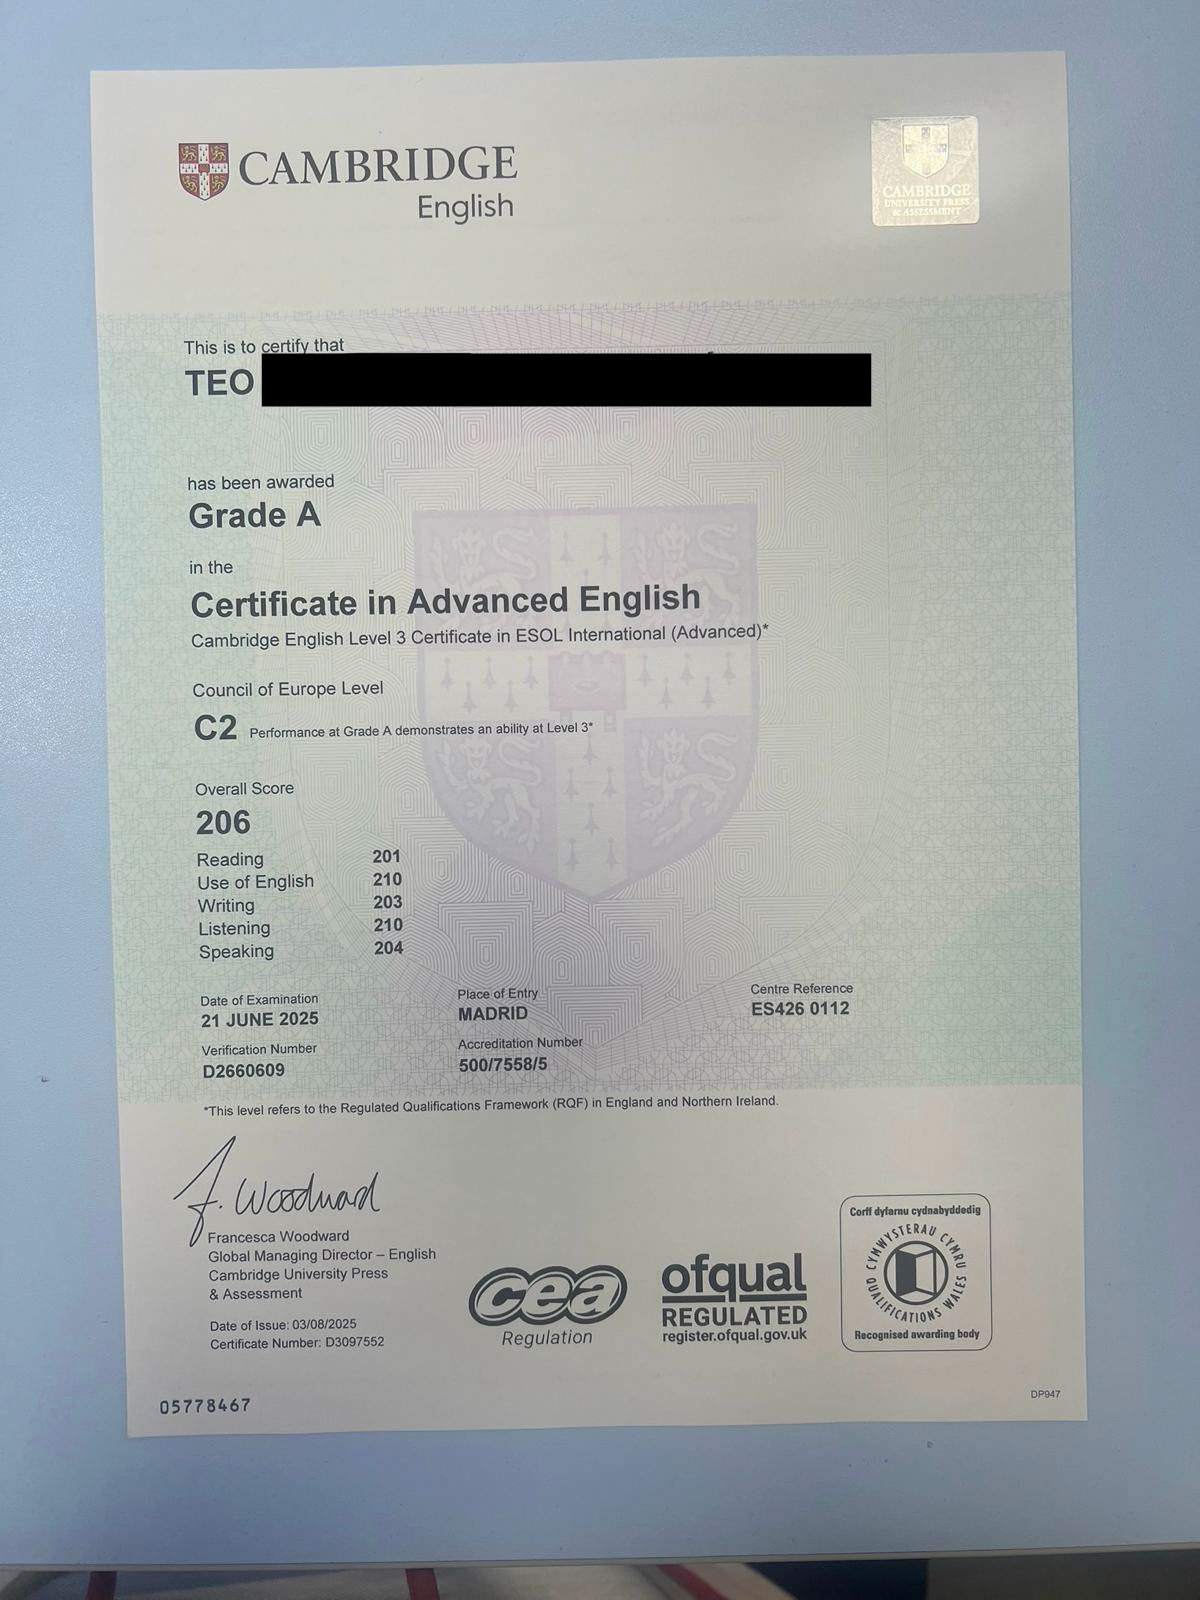 CAMBRIDGE
English
CAMBRIDGE
UNIVERSITY PRESS
& ASSESSMENT
This is to certify that
TEO
has been awarded
Grade A
in the
Certificate in Advanced English
Cambridge English Level 3 Certificate in ESOL International (Advanced)*
Council of Europe Level
C2 Performance at Grade A demonstrates an ability at Level 3*
Overall Score
206
Reading 201
Use of English 210
Writing 203
Listening 210
Speaking 204
Date of Examination Place of Entry Centre Reference
21 JUNE 2025 MADRID ES426 0112
Verification Number Accreditation Number
D2660609 500/7558/5
*This level refers to the Regulated Qualifications Framework (RQF) in England and Northern Ireland.
F. Woodward
Francesca Woodward
Global Managing Director – English
Cambridge University Press
& Assessment
Date of Issue: 03/08/2025
Certificate Number: D3097552
cea
Regulation
ofqual
REGULATED
register.ofqual.gov.uk
Corff dyfarnu cydnabyddedig
CYMWYSTERAU CYMRU
QUALIFICATIONS WALES
Recognised awarding body
05778467
DP947